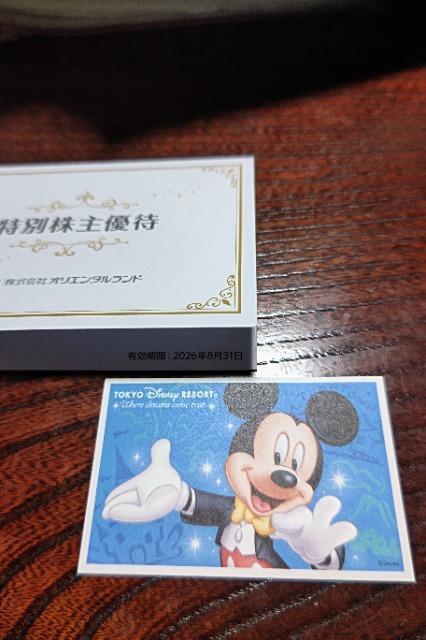 特別株主優待
株式会社オリエンタルランド
有効期限：2026年8月31日
TOKYO Disney RESORT
Where dreams come true
©Disney